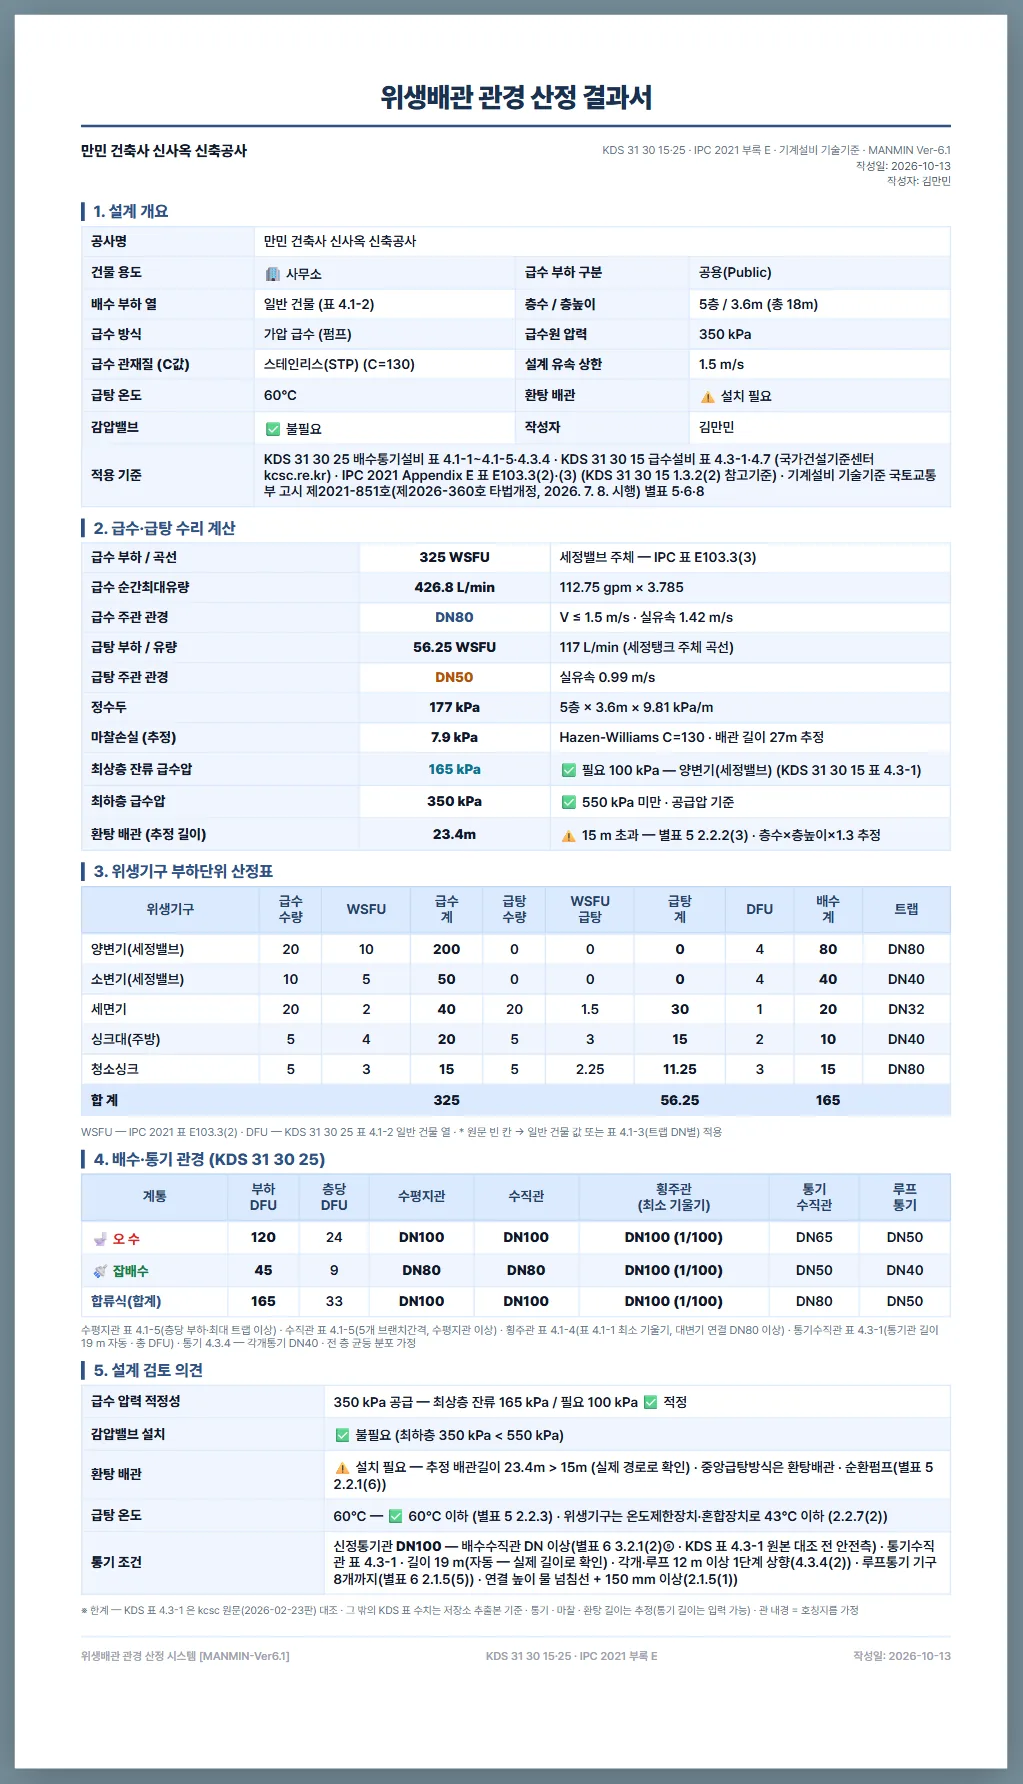 위생배관 관경 산정 결과서
만민 건축사 신사옥 신축공사
KDS 31 30 15·25 · IPC 2021 부록 E · 기계설비 기술기준 · MANMIN Ver-6.1
작성일: 2026-10-13
작성자: 김만민
1. 설계 개요
공사명 만민 건축사 신사옥 신축공사
건물 용도 사무소 급수 부하 구분 공용(Public)
배수 부하 열 일반 건물 (표 4.1-2) 층수 / 층높이 5층 / 3.6m (총 18m)
급수 방식 가압 급수 (펌프) 급수원 압력 350 kPa
급수 관재질 (C값) 스테인리스(STP) (C=130) 설계 유속 상한 1.5 m/s
급탕 온도 60℃ 환탕 배관 ⚠️ 설치 필요
감압밸브 ✅ 불필요 작성자 김만민
적용 기준 KDS 31 30 25 배수통기설비 표 4.1-1~4.1-5·4.3.4 · KDS 31 30 15 급수설비 표 4.3-1·4.7 (국가건설기준센터
kcsc.re.kr) · IPC 2021 Appendix E 표 E103.3(2)·(3) (KDS 31 30 15 1.3.2(2) 참고기준) · 기계설비 기술기준 국토교통
부 고시 제2021-851호(제2026-360호 타법개정, 2026. 7. 8. 시행) 별표 5·6·8
2. 급수·급탕 수리 계산
급수 부하 / 곡선 325 WSFU 세정밸브 주체 — IPC 표 E103.3(3)
급수 순간최대유량 426.8 L/min 112.75 gpm × 3.785
급수 주관 관경 DN80 V ≤ 1.5 m/s · 실유속 1.42 m/s
급탕 부하 / 유량 56.25 WSFU 117 L/min (세정탱크 주체 곡선)
급탕 주관 관경 DN50 실유속 0.99 m/s
정수두 177 kPa 5층 × 3.6m × 9.81 kPa/m
마찰손실 (추정) 7.9 kPa Hazen-Williams C=130 · 배관 길이 27m 추정
최상층 잔류 급수압 165 kPa ✅ 필요 100 kPa — 양변기(세정밸브) (KDS 31 30 15 표 4.3-1)
최하층 급수압 350 kPa ✅ 550 kPa 미만 · 공급압 기준
환탕 배관 (추정 길이) 23.4m ⚠️ 15 m 초과 — 별표 5 2.2.2(3) · 층수×층높이×1.3 추정
3. 위생기구 부하단위 산정표
위생기구 급수 수량 WSFU 급수 계 급탕 수량 WSFU 급탕 급탕 계 DFU 배수 계 트랩
양변기(세정밸브) 20 10 200 0 0 0 4 80 DN80
소변기(세정밸브) 10 5 50 0 0 0 4 40 DN40
세면기 20 2 40 20 1.5 30 1 20 DN32
싱크대(주방) 5 4 20 5 3 15 2 10 DN40
청소싱크 5 3 15 5 2.25 11.25 3 15 DN80
합 계 325 56.25 165
WSFU — IPC 2021 표 E103.3(2) · DFU — KDS 31 30 25 표 4.1-2 일반 건물 열 · * 원문 빈 칸 → 일반 건물 값 또는 표 4.1-3(트랩 DN별) 적용
4. 배수·통기 관경 (KDS 31 30 25)
계통 부하 DFU 층당 DFU 수평지관 수직관 횡주관 (최소 기울기) 통기 수직관 루프 통기
오 수 120 24 DN100 DN100 DN100 (1/100) DN65 DN50
잡배수 45 9 DN80 DN80 DN100 (1/100) DN50 DN40
합류식(합계) 165 33 DN100 DN100 DN100 (1/100) DN80 DN50
수평지관 표 4.1-5(층당 부하·최대 트랩 이상) · 수직관 표 4.1-5(5개 브랜치간격, 수평지관 이상) · 횡주관 표 4.1-4(표 4.1-1 최소 기울기, 대변기 연결 DN80 이상) · 통기수직관 표 4.3-1(통기관 길이
19 m 자동 · 총 DFU) · 통기 4.3.4 — 각개통기 DN40 · 전 층 균등 분포 가정
5. 설계 검토 의견
급수 압력 적정성 350 kPa 공급 — 최상층 잔류 165 kPa / 필요 100 kPa ✅ 적정
감압밸브 설치 ✅ 불필요 (최하층 350 kPa < 550 kPa)
환탕 배관 ⚠️ 설치 필요 — 추정 배관길이 23.4m > 15m (실제 경로로 확인) · 중앙급탕방식은 환탕배관 · 순환펌프(별표 5
2.2.1(6))
급탕 온도 60℃ — ✅ 60℃ 이하 (별표 5 2.2.3) · 위생기구는 온도제한장치·혼합장치로 43℃ 이하 (2.2.7(2))
통기 조건 신정통기관 DN100 — 배수수직관 DN 이상(별표 6 3.2.1(2) · KDS 표 4.3-1 원본 대조 전 안전측) · 통기수직
관 표 4.3-1 · 길이 19 m(자동 — 실제 길이로 확인) · 각개·루프 12 m 이상 1단계 상향(4.3.4(2)) · 루프통기 기구
8개까지(별표 6 2.1.5(5)) · 연결 높이 물 넘침선 + 150 mm 이상(2.1.5(1))
※ 한계 — KDS 표 4.3-1 은 kcsc 원문(2026-02-23판) 대조 · 그 밖의 KDS 표 수치는 저장소 추출본 기준 · 통기 · 마찰 · 환탕 길이는 추정(통기 길이는 입력 가능) · 관 내경 = 호칭지름 가정
위생배관 관경 산정 시스템 [MANMIN-Ver6.1] KDS 31 30 15·25 · IPC 2021 부록 E 작성일: 2026-10-13